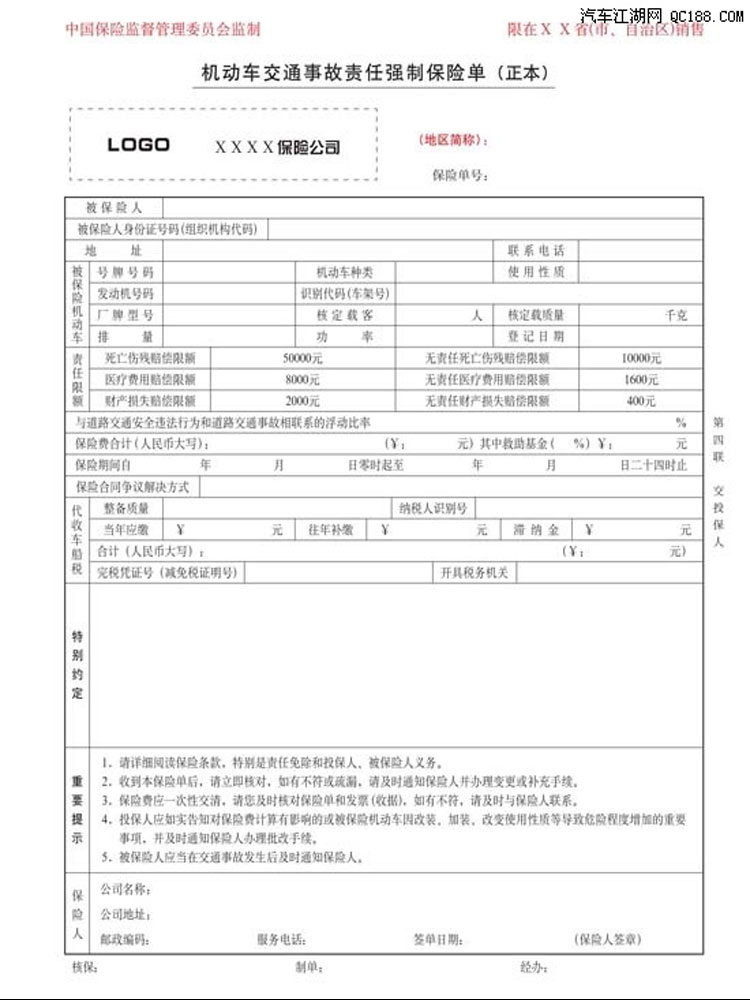 汽车江湖网 QC188.COM
中国保险监督管理委员会监制 限在X X省(市、自治区)销售
机动车交通事故责任强制保险单 (正本)
LOGO XXXX保险公司
(地区简称):
保险单号:
被保险人
被保险人身份证号码(组织机构代码)
地址 联系电话
被保险机动车
号牌号码 机动车种类 使用性质
发动机号码 识别代码(车架号)
厂牌型号 核定载客 人 核定载质量 千克
排量 功率 登记日期
责任限额
死亡伤残赔偿限额 50000元 无责任死亡伤残赔偿限额 10000元
医疗费用赔偿限额 8000元 无责任医疗费用赔偿限额 1600元
财产损失赔偿限额 2000元 无责任财产损失赔偿限额 400元
与道路交通安全违法行为和道路交通事故相联系的浮动比率 %
保险费合计(人民币大写): (¥: 元) 其中救助基金( %) ¥: 元
保险期间自 年 月 日零时起至 年 月 日二十四时止
保险合同争议解决方式
代收车船税
整备质量 纳税人识别号
当年应缴 ¥ 元 往年补缴 ¥ 元 滞纳金 ¥ 元
合计(人民币大写): (¥: 元)
完税凭证号(减免税证明号) 开具税务机关
第四联 交投保人
特别约定
重要提示
1. 请详细阅读保险条款,特别是责任免除和投保人、被保险人义务。
2. 收到本保险单后,请立即核对,如有不符或疏漏,请及时通知保险人并办理变更或补充手续。
3. 保险费应一次性交清,请您及时核对保险单和发票(收据),如有不符,请及时与保险人联系。
4. 投保人应如实告知对保险费计算有影响的或被保险机动车因改装、加装、改变使用性质等导致危险程度增加的重要
事项,并及时通知保险人办理批改手续。
5. 被保险人应当在交通事故发生后及时通知保险人。
保险人
公司名称:
公司地址:
邮政编码: 服务电话: 签单日期: (保险人签章)
核保: 制单: 经办: